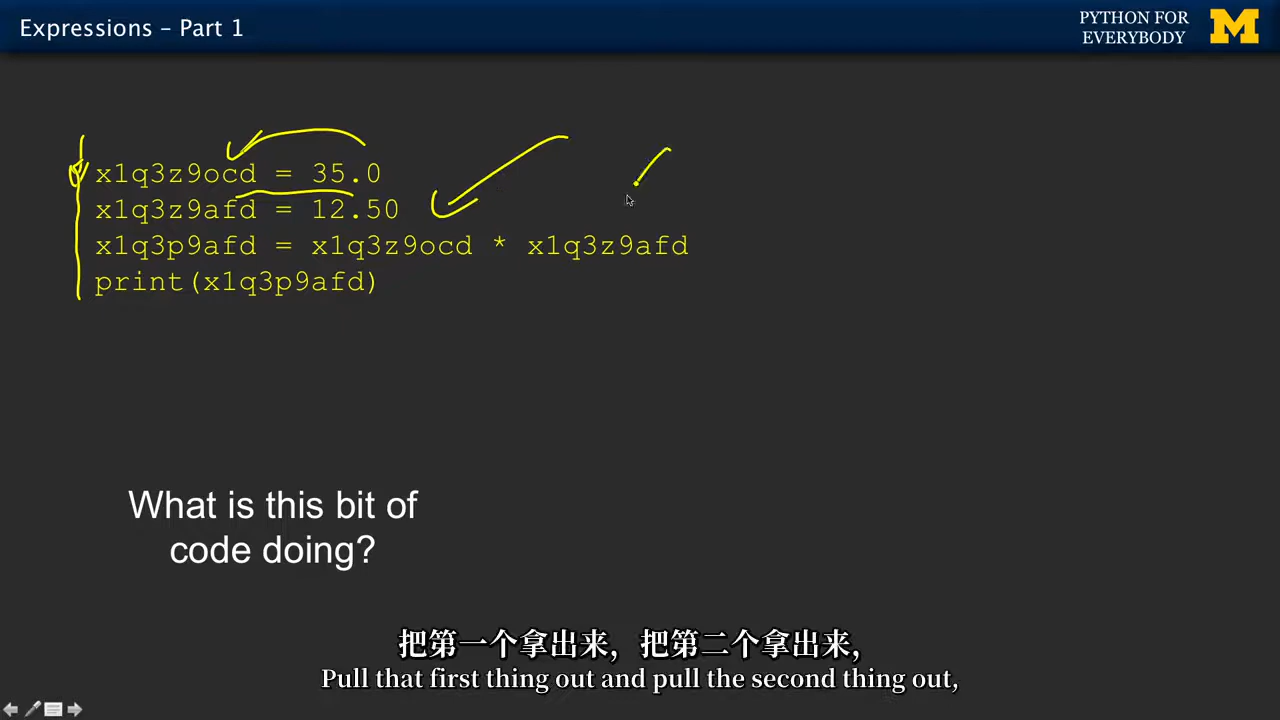 Expressions – Part 1
PYTHON FOR
EVERYBODY
M
x1q3z9ocd = 35.0
x1q3z9afd = 12.50
x1q3p9afd = x1q3z9ocd * x1q3z9afd
print(x1q3p9afd)
What is this bit of
code doing?
把第一个拿出来，把第二个拿出来，
Pull that first thing out and pull the second thing out,